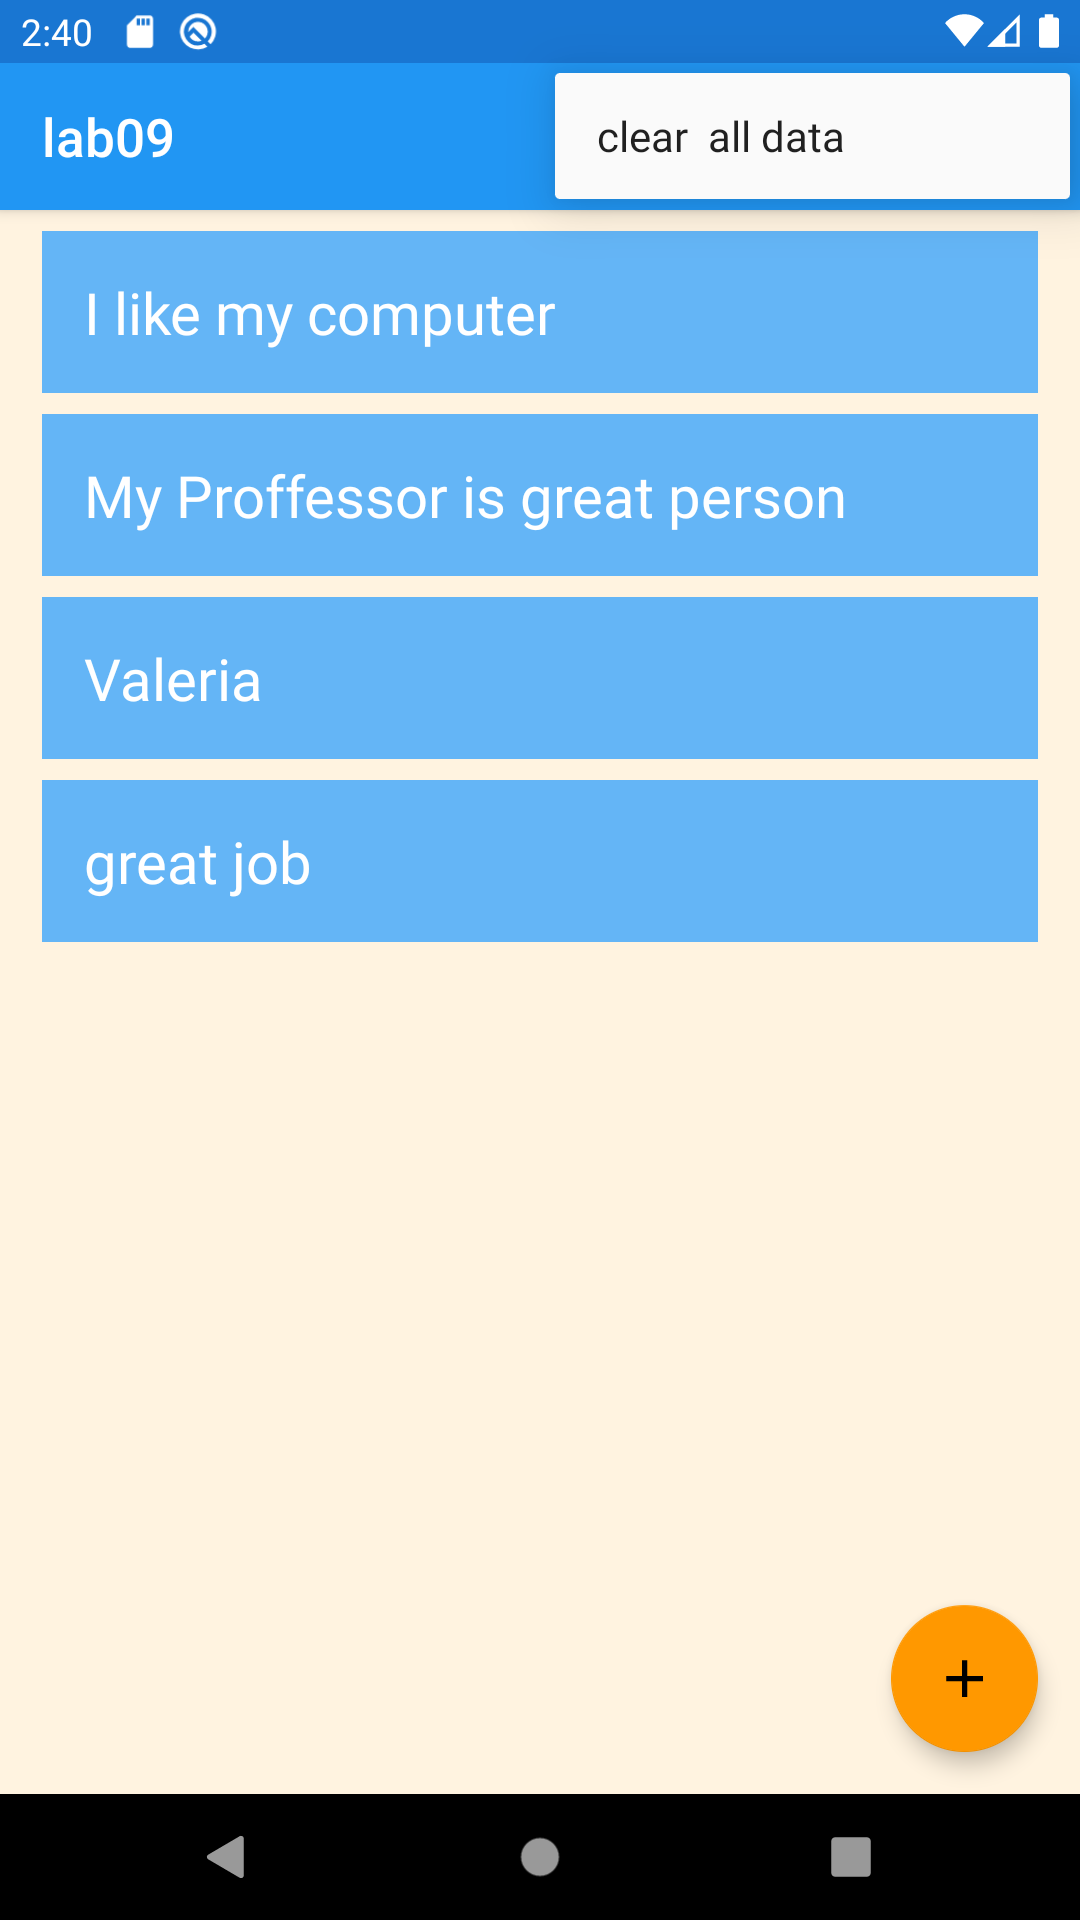 2:40
lab09
clear  all data
I like my computer
My Proffessor is great person
Valeria
great job